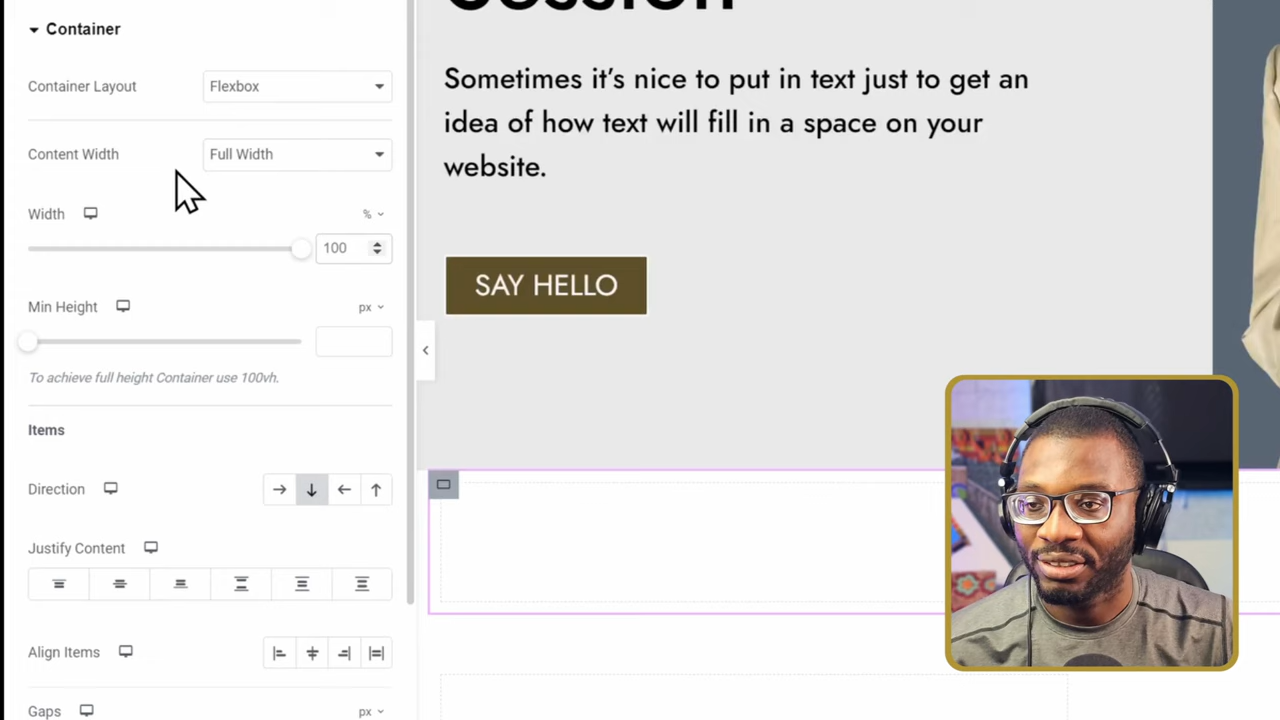 Container
Container Layout
Flexbox
Content Width
Full Width
Width
%
100
Min Height
px
To achieve full height Container use 100vh.
Items
Direction
Justify Content
Align Items
Gaps
px
Session
Sometimes it’s nice to put in text just to get an
idea of how text will fill in a space on your
website.
SAY HELLO